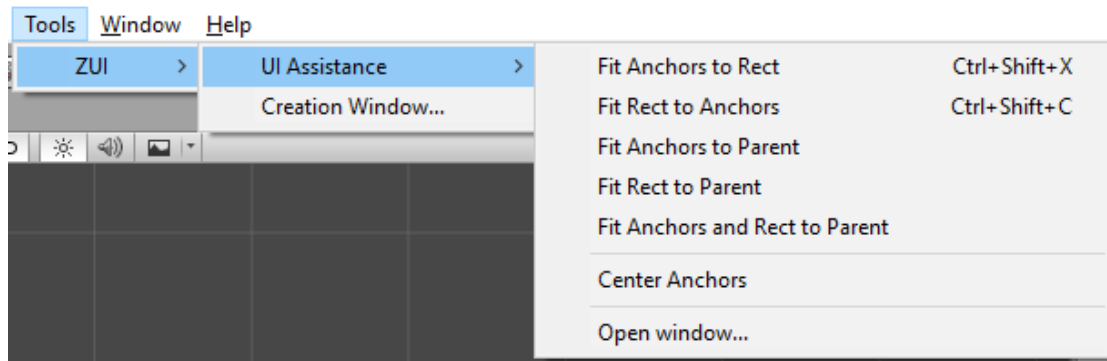 Tools Window Help
ZUI > UI Assistance > Fit Anchors to Rect Ctrl+Shift+X
Creation Window... Fit Rect to Anchors Ctrl+Shift+C
Fit Anchors to Parent
Fit Rect to Parent
Fit Anchors and Rect to Parent
Center Anchors
Open window...